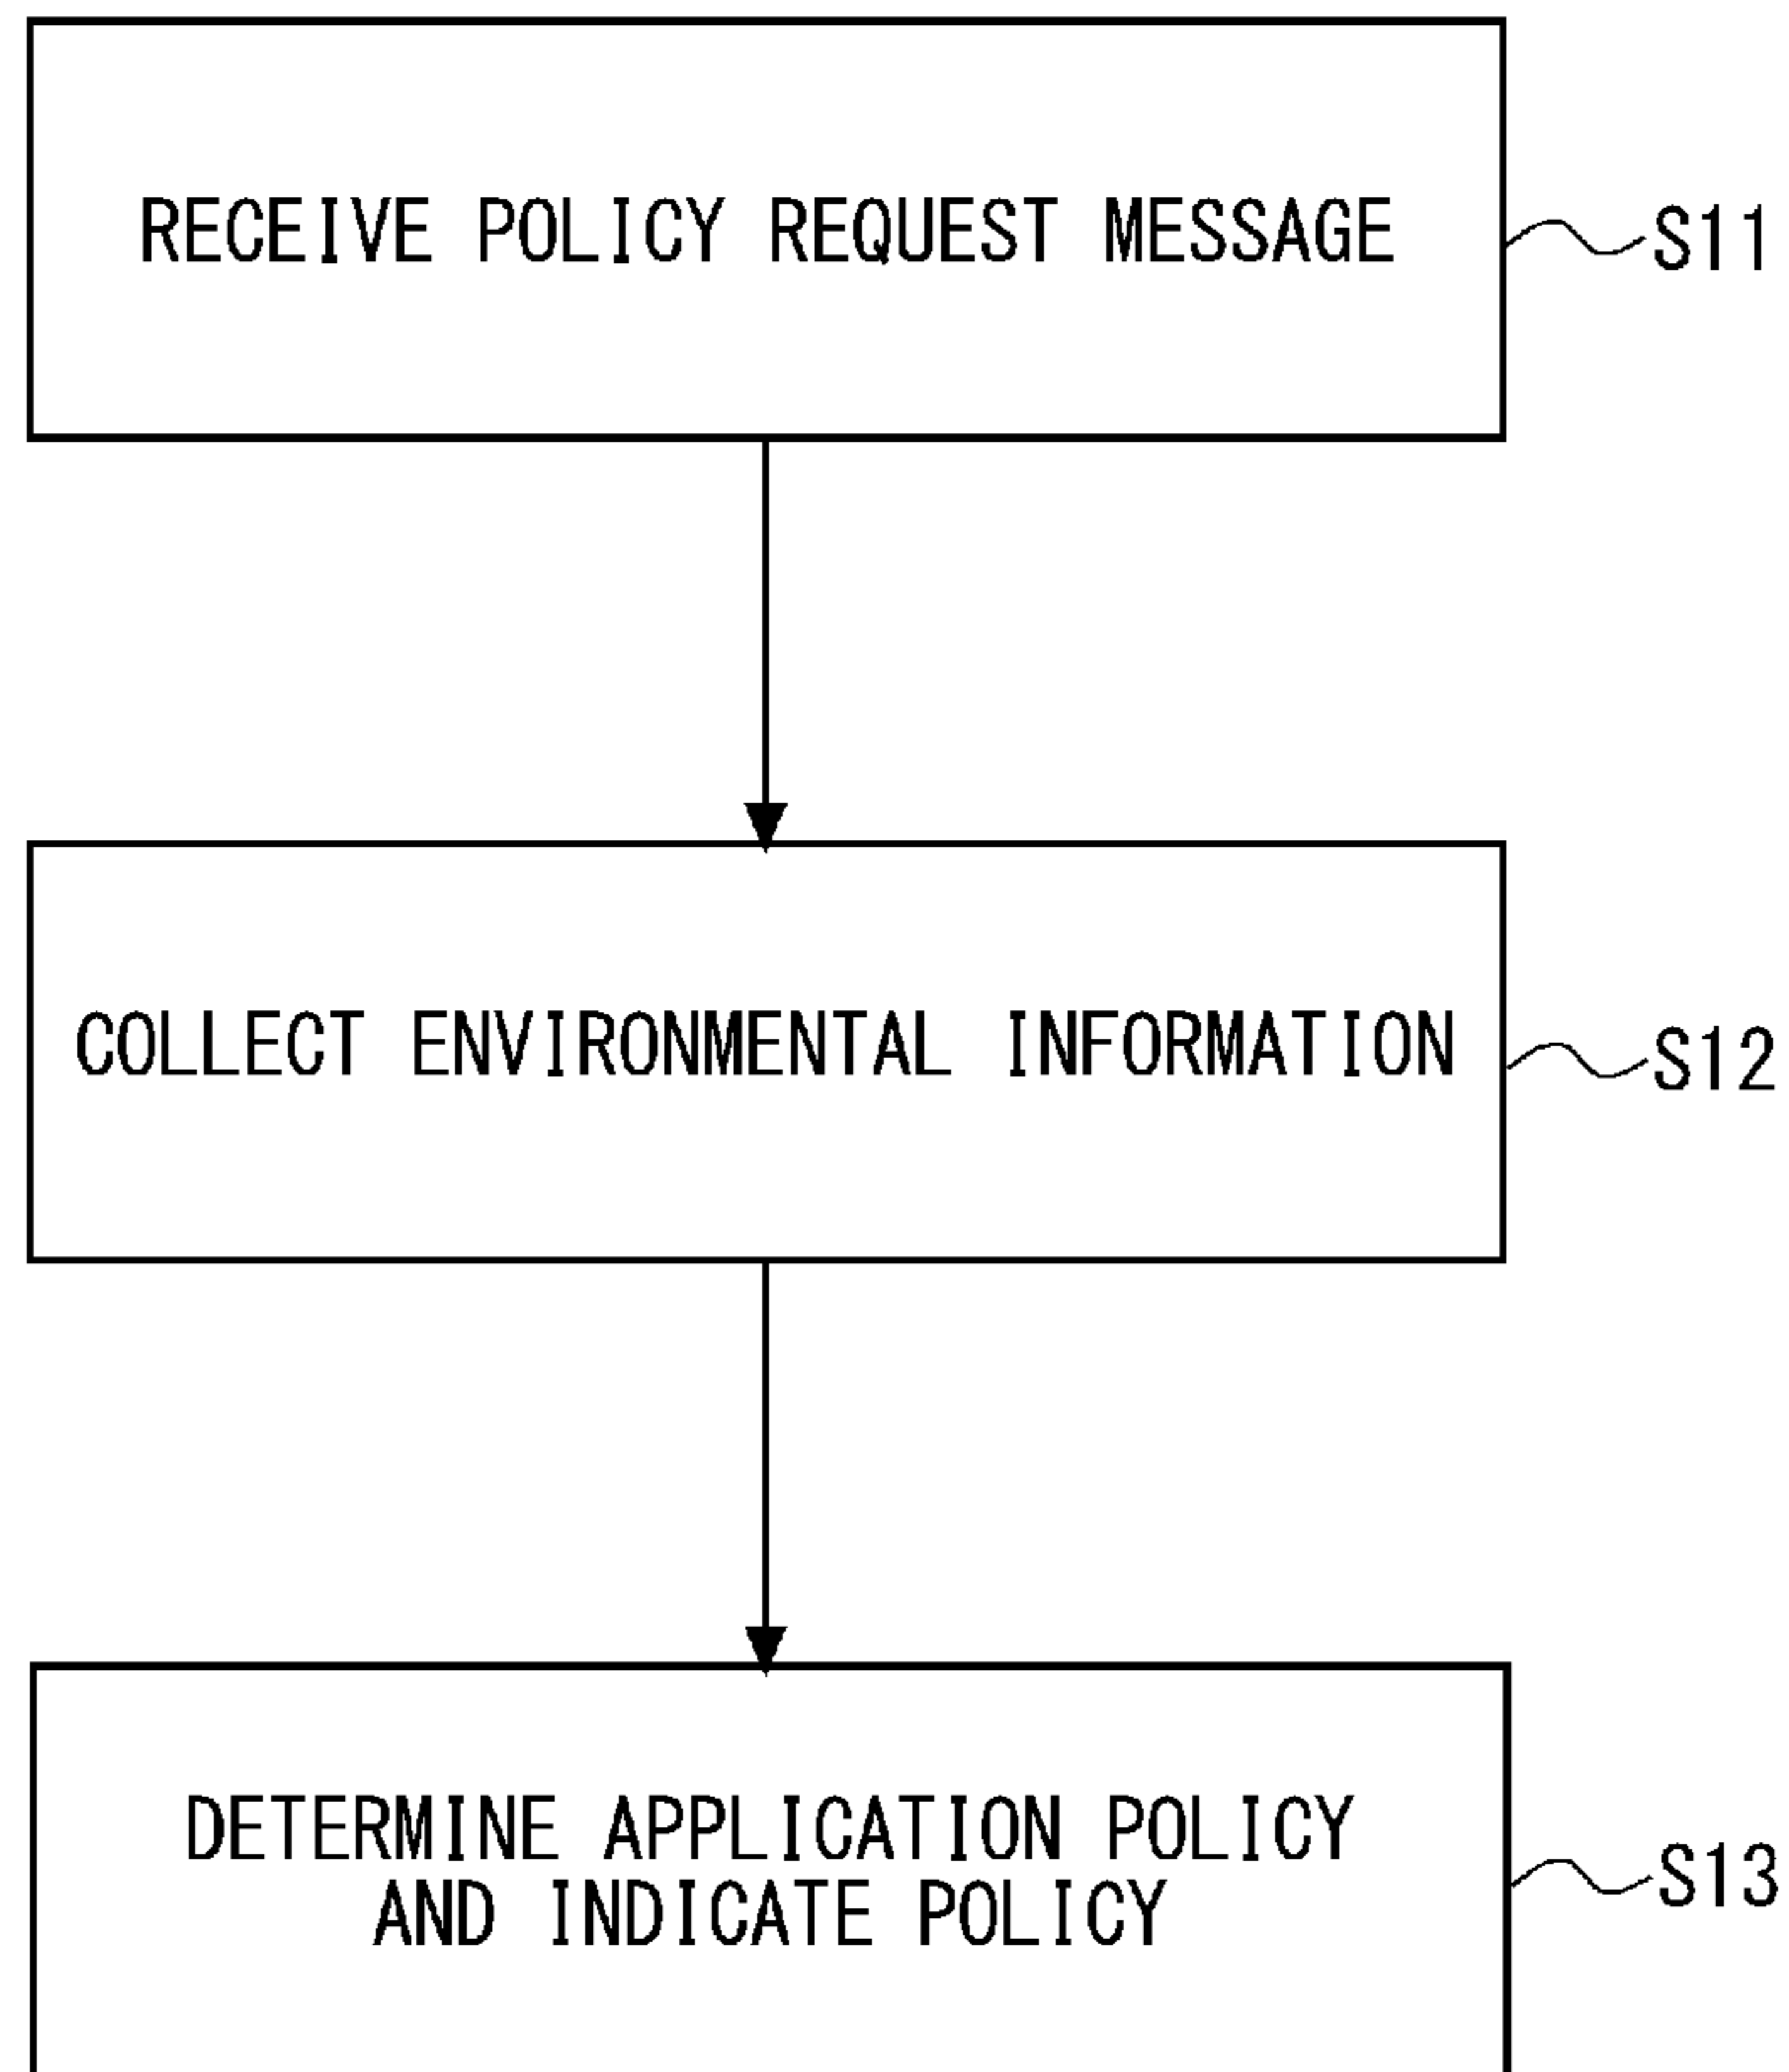 RECEIVE POLICY REQUEST MESSAGE
S11
COLLECT ENVIRONMENTAL INFORMATION
S12
DETERMINE APPLICATION POLICY
AND INDICATE POLICY
S13